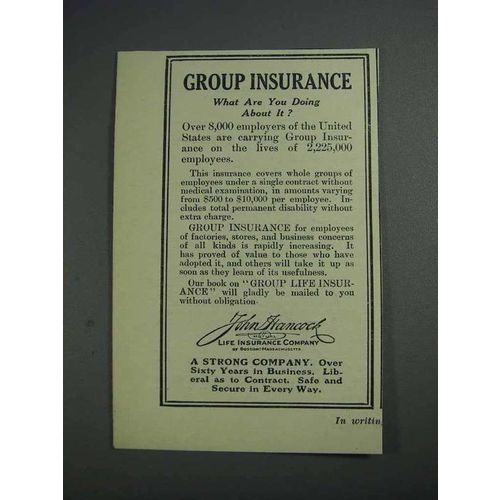 GROUP INSURANCE
What Are You Doing
About It?
Over 8,000 employers of the United
States are carrying Group Insur-
ance on the lives of 2,225,000
employees.
This insurance covers whole groups of
employees under a single contract without
medical examination, in amounts varying
from $500 to $10,000 per employee. In-
cludes total permanent disability without
extra charge.
GROUP INSURANCE for employees
of factories, stores, and business concerns
of all kinds is rapidly increasing. It
has proved of value to those who have
adopted it, and others will take it up as
soon as they learn of its usefulness.
Our book on "GROUP LIFE INSUR-
ANCE" will gladly be mailed to you
without obligation.
John Hancock
MUTUAL
LIFE INSURANCE COMPANY
OF BOSTON, MASSACHUSETTS
A STRONG COMPANY. Over
Sixty Years in Business. Lib-
eral as to Contract. Safe and
Secure in Every Way.
In writin